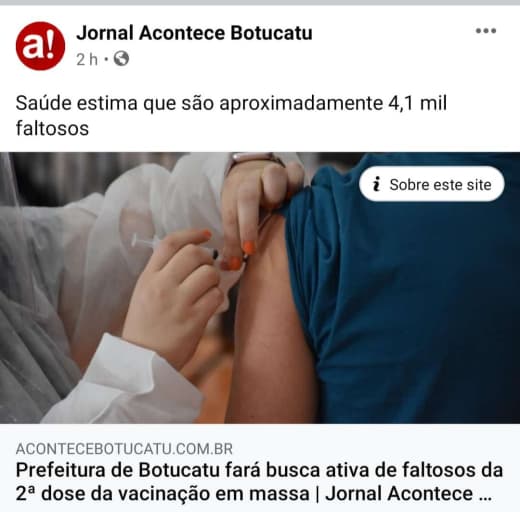 a!
Jornal Acontece Botucatu
2 h •
Saúde estima que são aproximadamente 4,1 mil
faltosos
i Sobre este site
ACONTECEBOTUCATU.COM.BR
Prefeitura de Botucatu fará busca ativa de faltosos da
2ª dose da vacinação em massa | Jornal Acontece ...